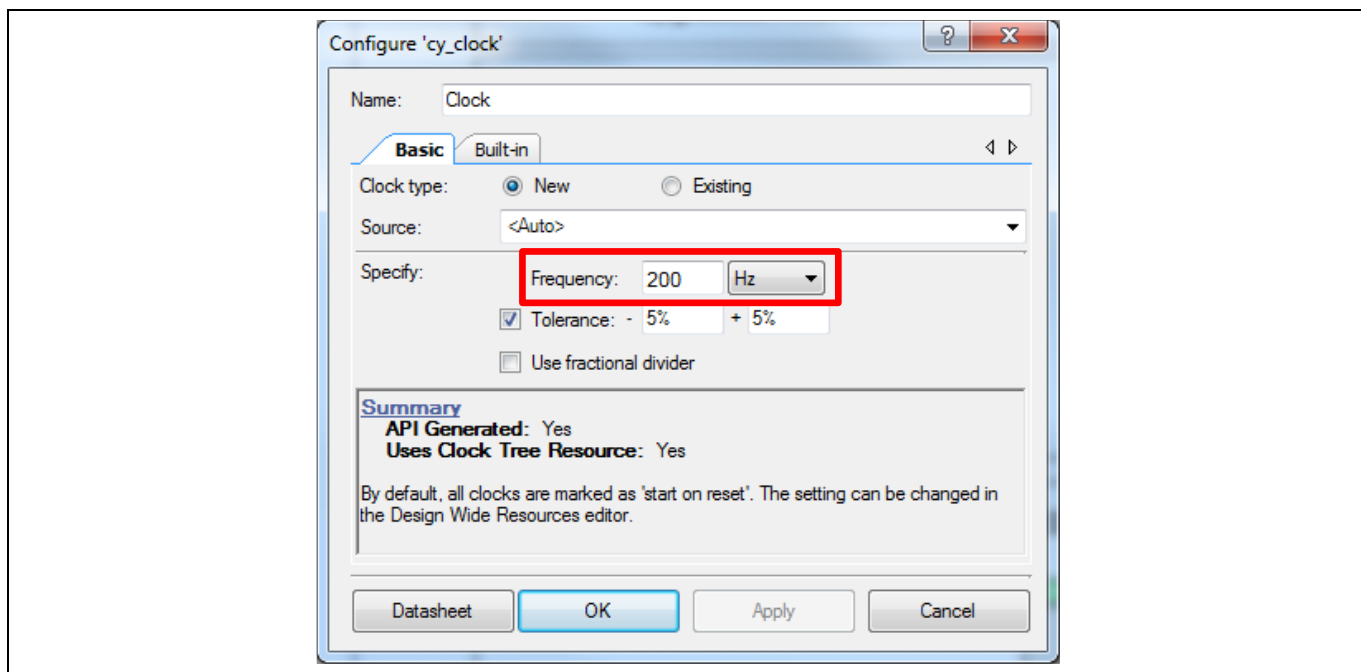 Configure 'cy_clock'
Name: Clock
Basic Built-in
Clock type: New Existing
Source: <Auto>
Specify: Frequency: 200 Hz
Tolerance: - 5% + 5%
Use fractional divider
Summary
API Generated: Yes
Uses Clock Tree Resource: Yes
By default, all clocks are marked as 'start on reset'. The setting can be changed in
the Design Wide Resources editor.
Datasheet OK Apply Cancel